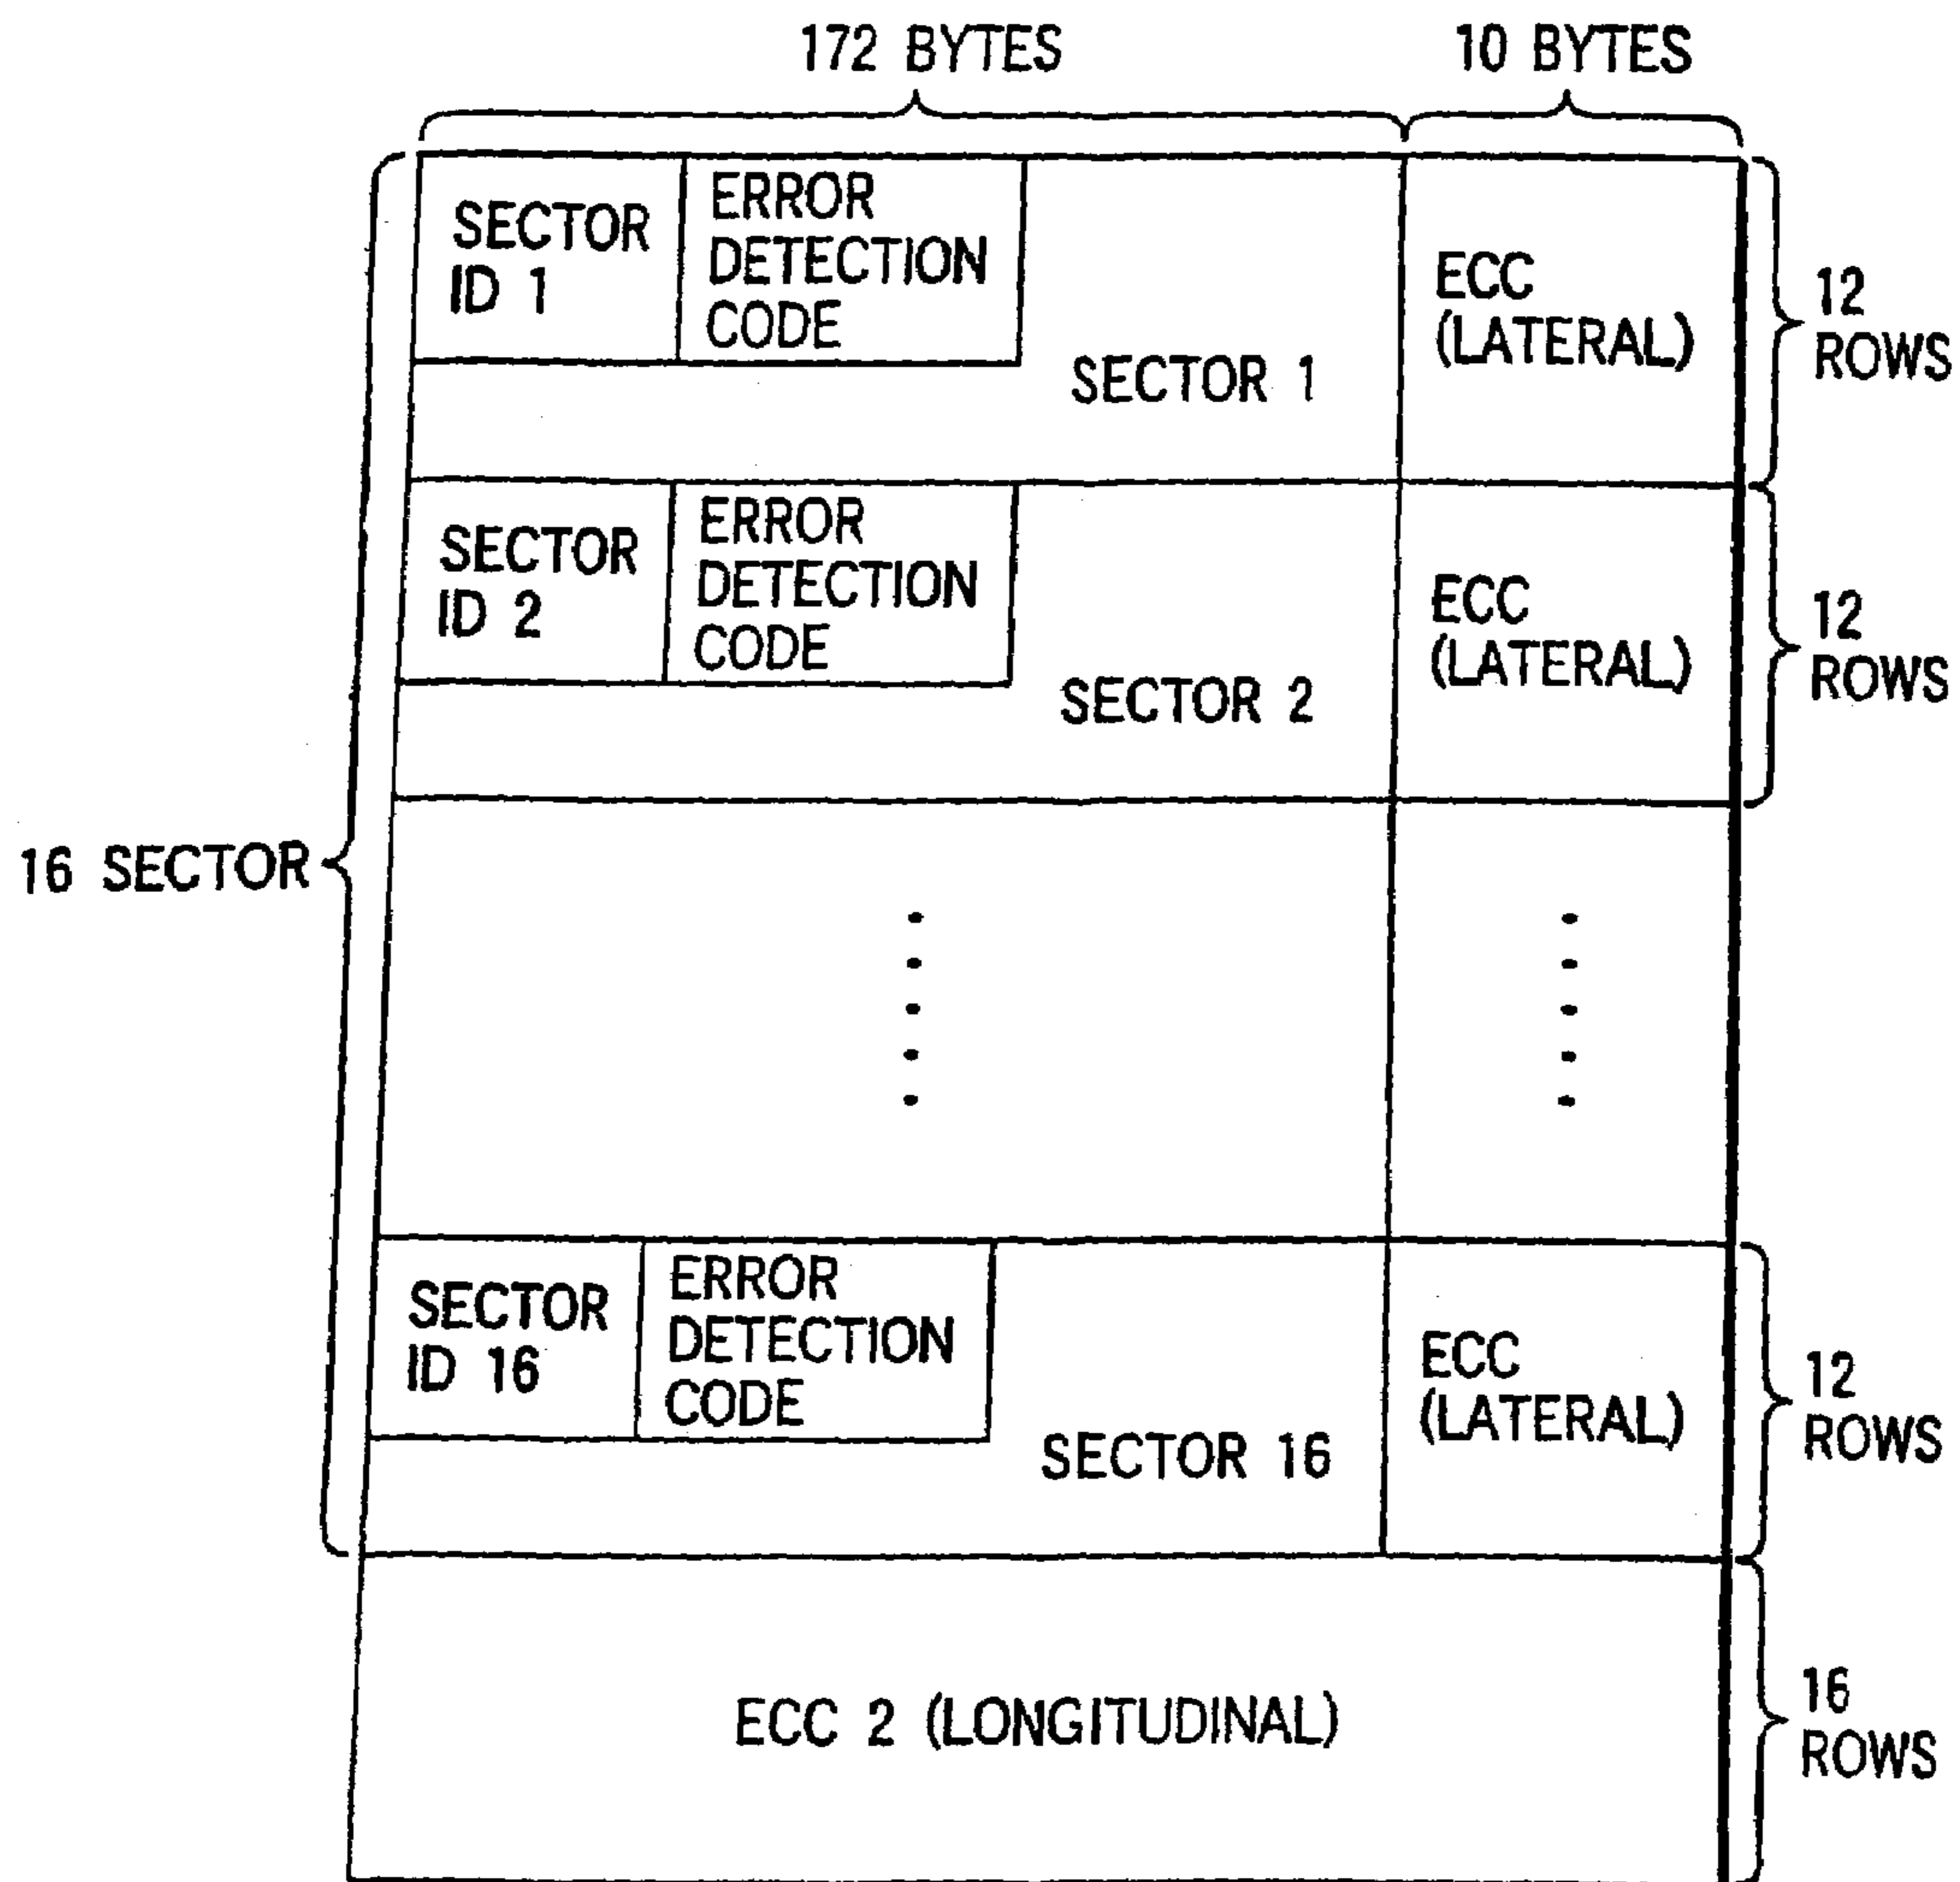 172 BYTES
10 BYTES
SECTOR
ID 1
ERROR
DETECTION
CODE
SECTOR 1
ECC
(LATERAL)
12
ROWS
SECTOR
ID 2
ERROR
DETECTION
CODE
SECTOR 2
ECC
(LATERAL)
12
ROWS
16 SECTOR
SECTOR
ID 16
ERROR
DETECTION
CODE
SECTOR 16
ECC
(LATERAL)
12
ROWS
ECC 2 (LONGITUDINAL)
16
ROWS